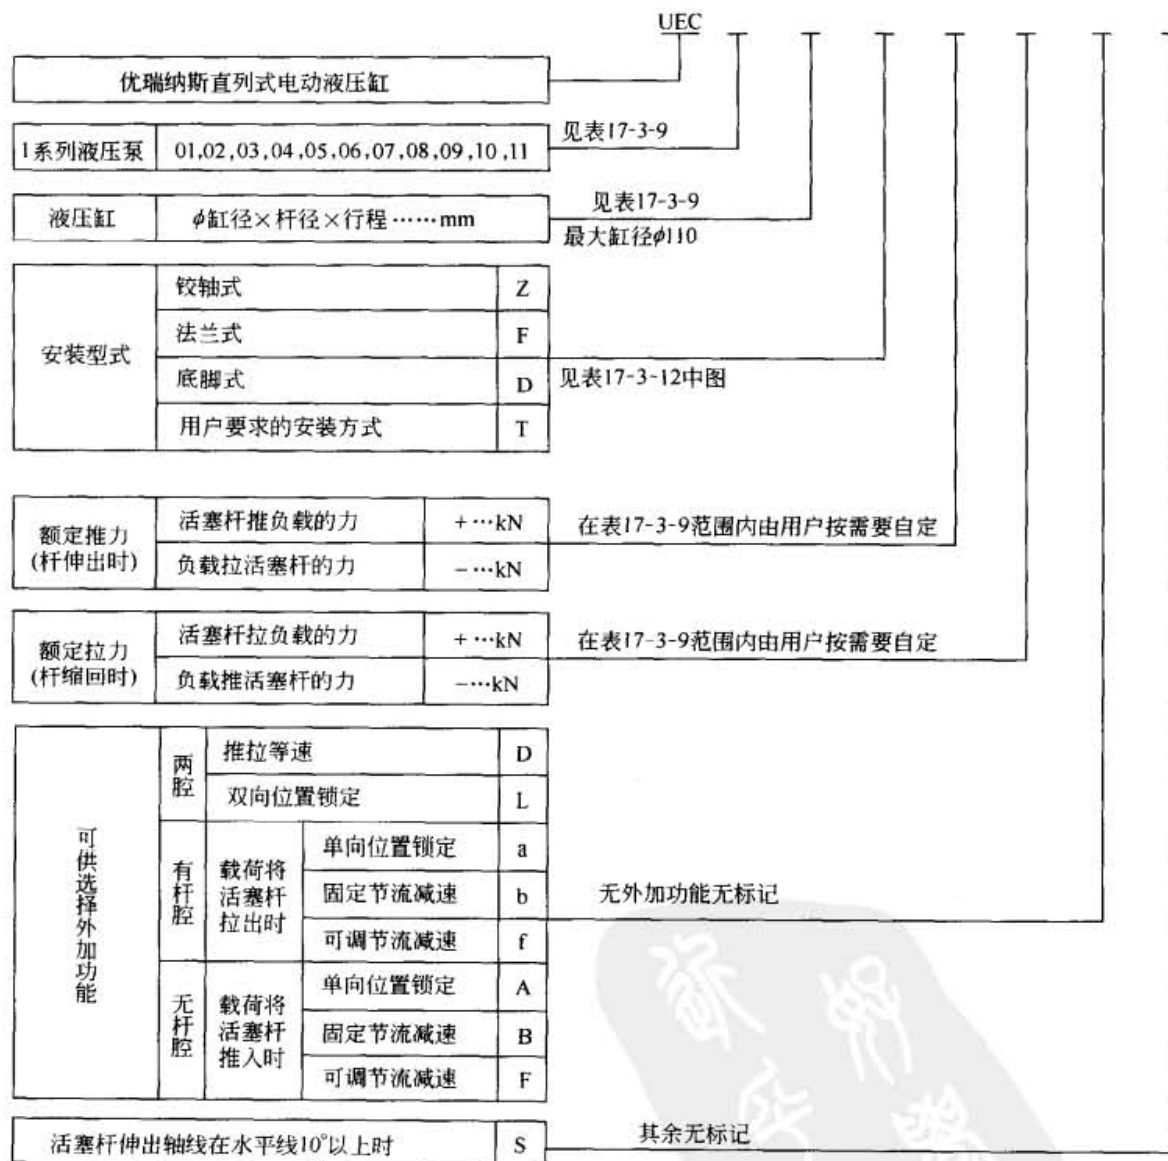 UEC
优瑞纳斯直列式电动液压缸
1系列液压泵 01,02,03,04,05,06,07,08,09,10,11 见表17-3-9
液压缸 φ缸径×杆径×行程……mm 见表17-3-9
最大缸径φ110
安装型式
铰轴式 Z
法兰式 F
底脚式 D 见表17-3-12中图
用户要求的安装方式 T
额定推力
(杆伸出时)
活塞杆推负载的力 +…kN 在表17-3-9范围内由用户按需要自定
负载拉活塞杆的力 -…kN
额定拉力
(杆缩回时)
活塞杆拉负载的力 +…kN 在表17-3-9范围内由用户按需要自定
负载推活塞杆的力 -…kN
可供选择外加功能
两腔
推拉等速 D
双向位置锁定 L
有杆腔
载荷将
活塞杆
拉出时
单向位置锁定 a
固定节流减速 b 无外加功能无标记
可调节流减速 f
无杆腔
载荷将
活塞杆
推入时
单向位置锁定 A
固定节流减速 B
可调节流减速 F
活塞杆伸出轴线在水平线10°以上时 S 其余无标记